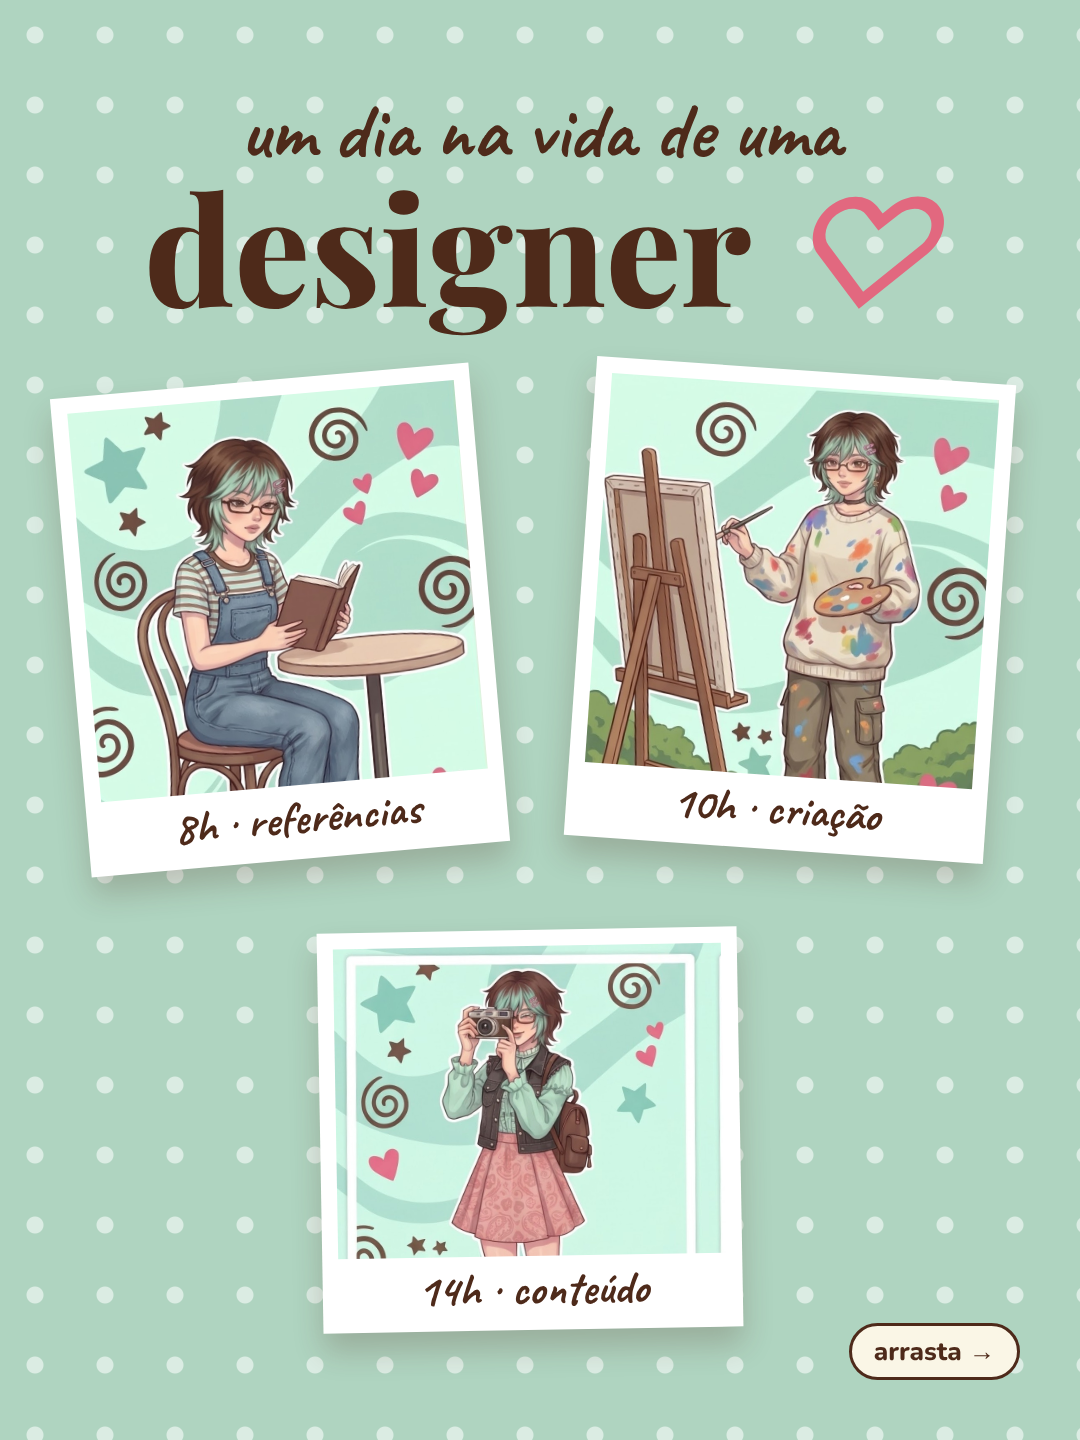 um dia na vida de uma
designer
8h · referências
10h · criação
14h · conteúdo
arrasta →